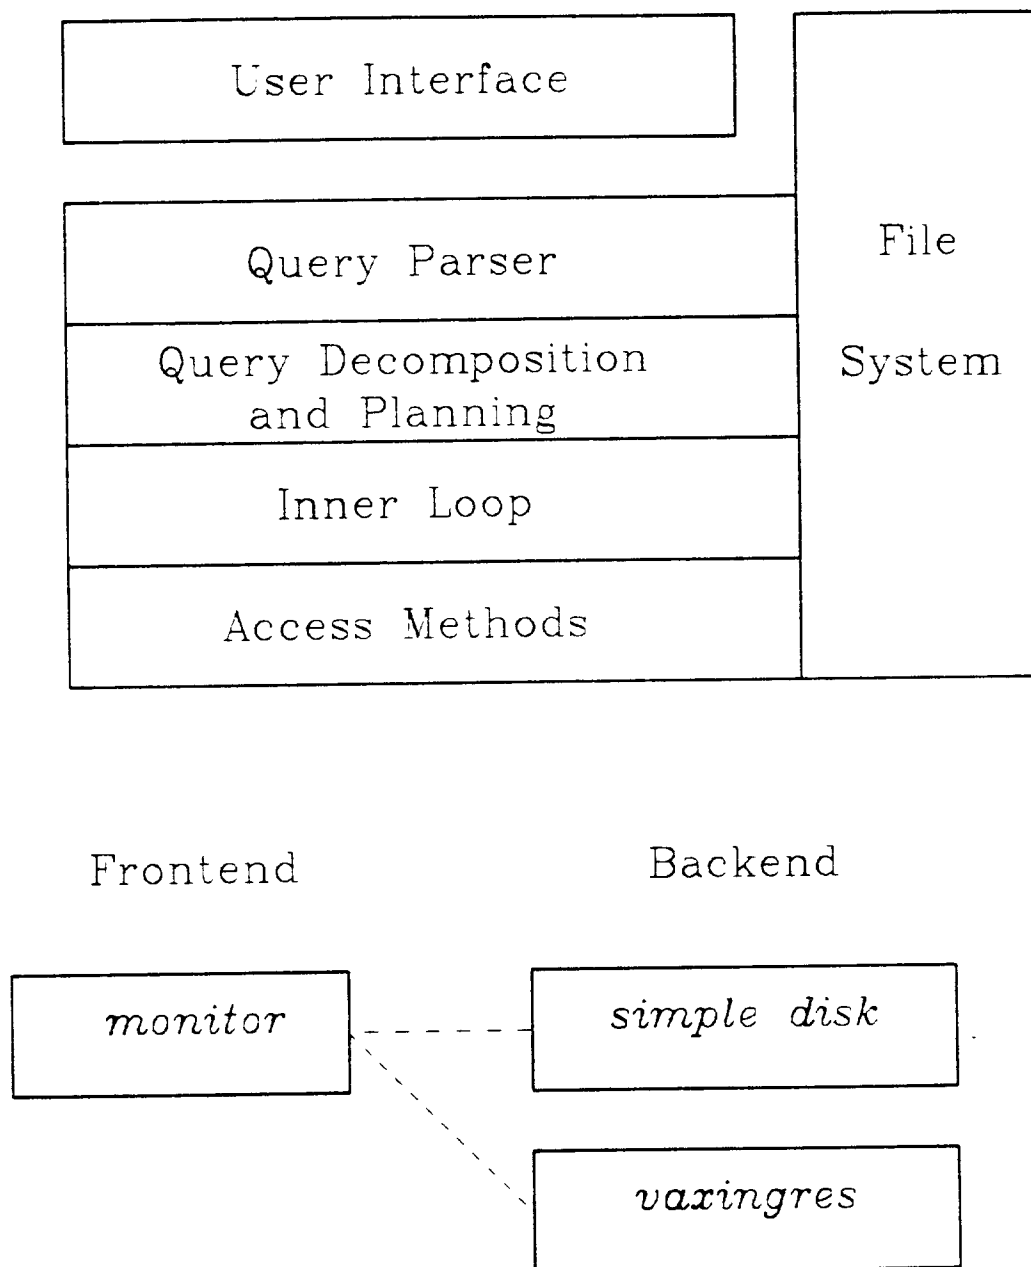 User Interface
Query Parser
Query Decomposition
and Planning
Inner Loop
Access Methods
File
System
Frontend
Backend
monitor
simple disk
vaxingres